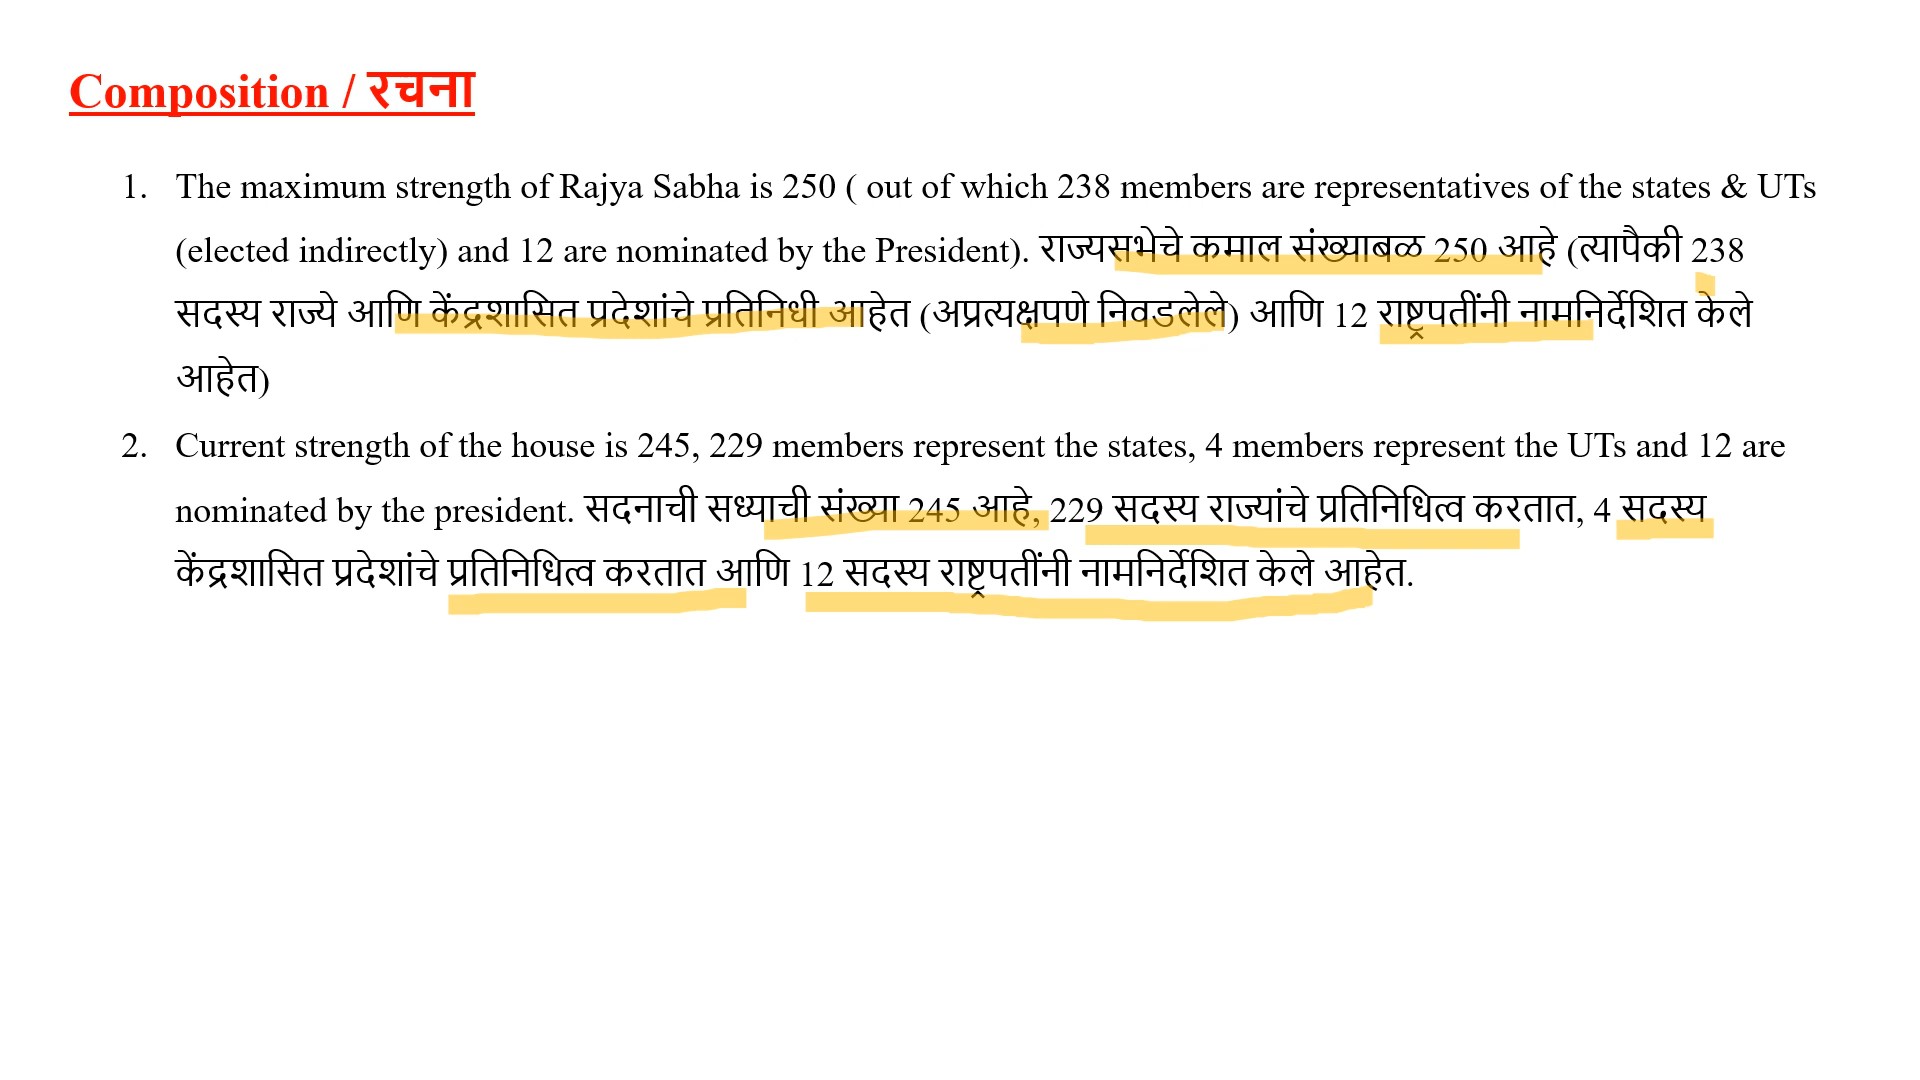 Composition / रचना
1. The maximum strength of Rajya Sabha is 250 ( out of which 238 members are representatives of the states & UTs
(elected indirectly) and 12 are nominated by the President). राज्यसभेचे कमाल संख्याबळ 250 आहे (त्यापैकी 238
सदस्य राज्ये आणि केंद्रशासित प्रदेशांचे प्रतिनिधी आहेत (अप्रत्यक्षपणे निवडलेले) आणि 12 राष्ट्रपतींनी नामनिर्देशित केले
आहेत)
2. Current strength of the house is 245, 229 members represent the states, 4 members represent the UTs and 12 are
nominated by the president. सदनाची सध्याची संख्या 245 आहे, 229 सदस्य राज्यांचे प्रतिनिधित्व करतात, 4 सदस्य
केंद्रशासित प्रदेशांचे प्रतिनिधित्व करतात आणि 12 सदस्य राष्ट्रपतींनी नामनिर्देशित केले आहेत.